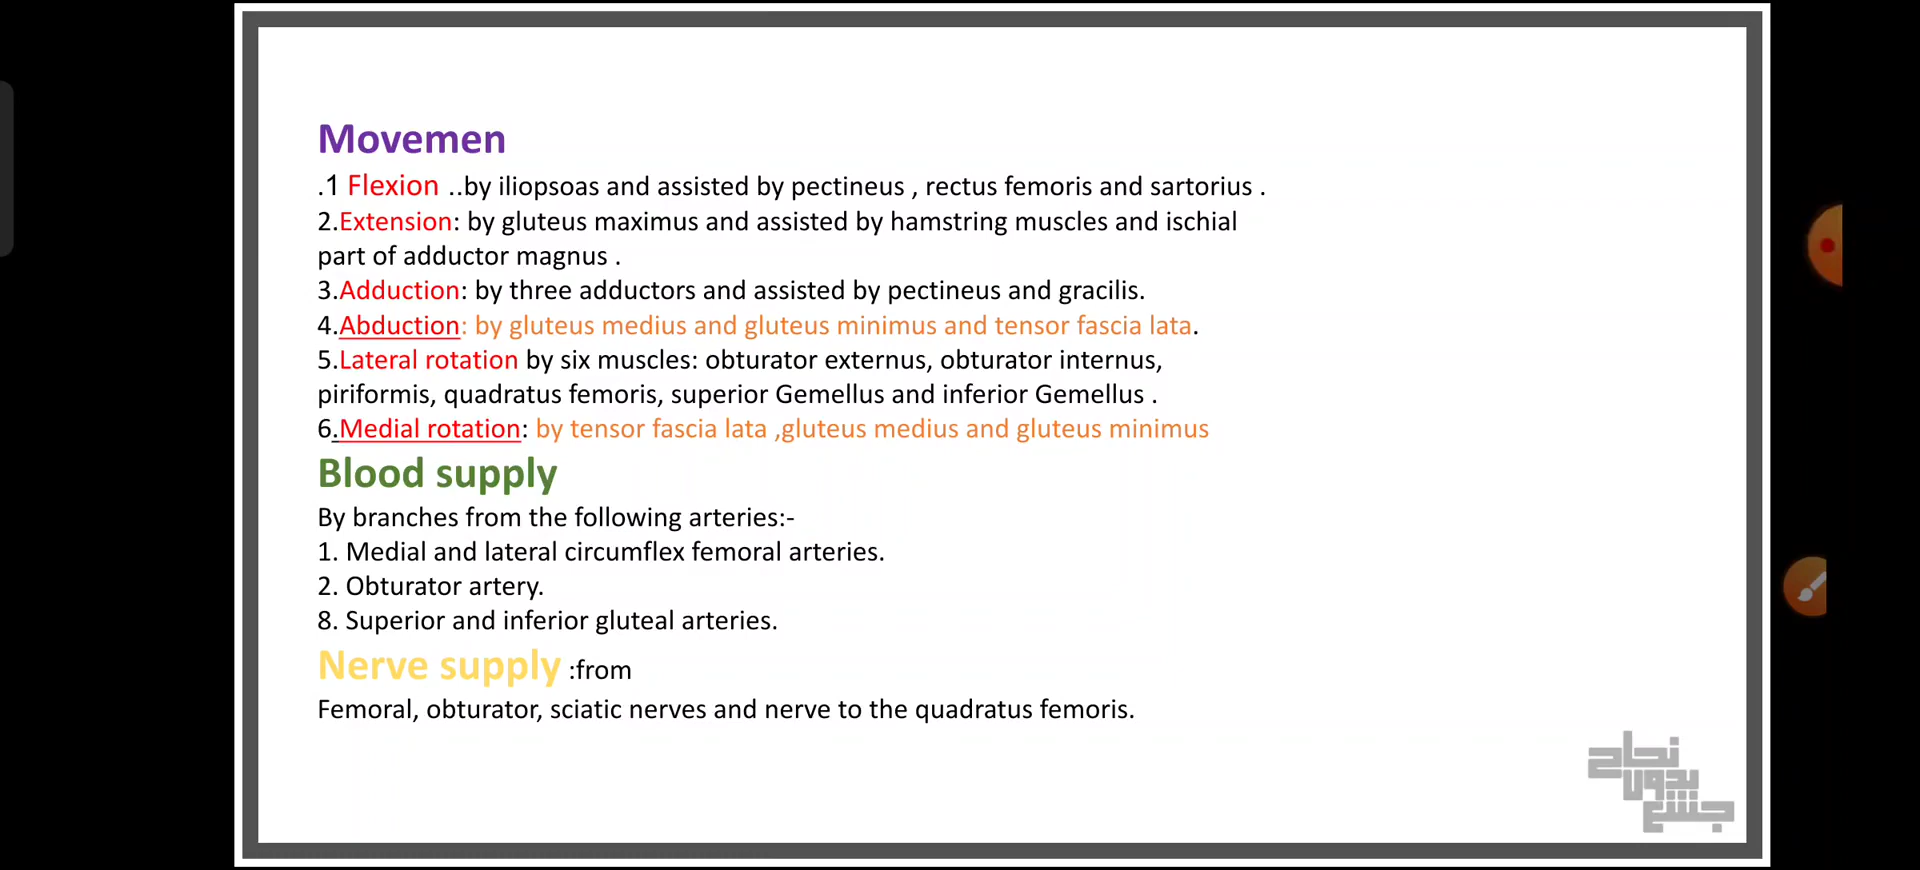 Movemen
.1 Flexion ..by iliopsoas and assisted by pectineus , rectus femoris and sartorius .
2.Extension: by gluteus maximus and assisted by hamstring muscles and ischial
part of adductor magnus .
3.Adduction: by three adductors and assisted by pectineus and gracilis.
4.Abduction: by gluteus medius and gluteus minimus and tensor fascia lata.
5.Lateral rotation by six muscles: obturator externus, obturator internus,
piriformis, quadratus femoris, superior Gemellus and inferior Gemellus .
6.Medial rotation: by tensor fascia lata ,gluteus medius and gluteus minimus
Blood supply
By branches from the following arteries:-
1. Medial and lateral circumflex femoral arteries.
2. Obturator artery.
8. Superior and inferior gluteal arteries.
Nerve supply :from
Femoral, obturator, sciatic nerves and nerve to the quadratus femoris.
نجاح
بدون
جشع